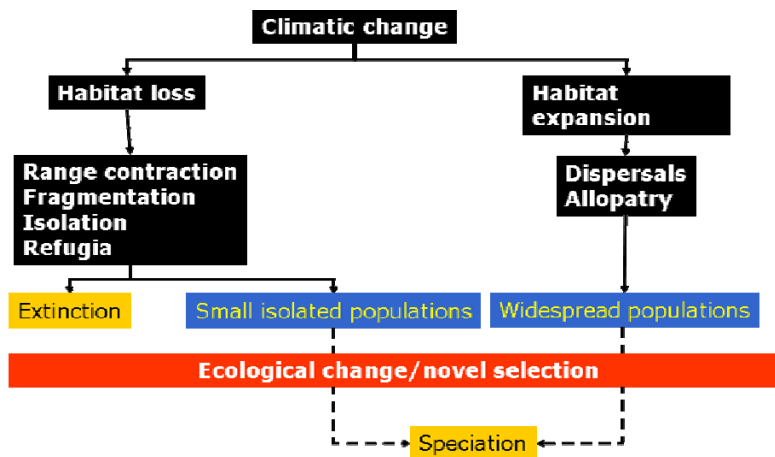 Climatic change
Habitat loss
Habitat
expansion
Range contraction
Fragmentation
Isolation
Refugia
Dispersals
Allopatry
Extinction
Small isolated populations
Widespread populations
Ecological change/novel selection
Speciation